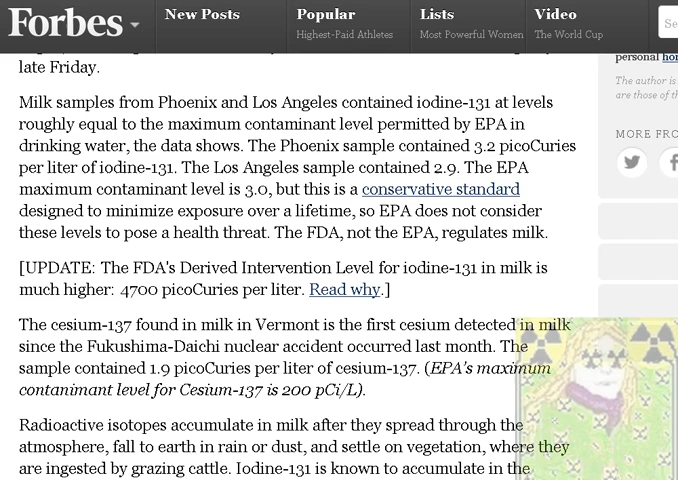 Forbes
New Posts
Popular
Highest-Paid Athletes
Lists
Most Powerful Women
Video
The World Cup
Se
late Friday.
Milk samples from Phoenix and Los Angeles contained iodine-131 at levels
roughly equal to the maximum contaminant level permitted by EPA in
drinking water, the data shows. The Phoenix sample contained 3.2 picoCuries
per liter of iodine-131. The Los Angeles sample contained 2.9. The EPA
maximum contaminant level is 3.0, but this is a conservative standard
designed to minimize exposure over a lifetime, so EPA does not consider
these levels to pose a health threat. The FDA, not the EPA, regulates milk.
[UPDATE: The FDA's Derived Intervention Level for iodine-131 in milk is
much higher: 4700 picoCuries per liter. Read why.]
The cesium-137 found in milk in Vermont is the first cesium detected in milk
since the Fukushima-Daichi nuclear accident occurred last month. The
sample contained 1.9 picoCuries per liter of cesium-137. (EPA's maximum
contanimant level for Cesium-137 is 200 pCi/L).
Radioactive isotopes accumulate in milk after they spread through the
atmosphere, fall to earth in rain or dust, and settle on vegetation, where they
are ingested by grazing cattle. Iodine-131 is known to accumulate in the
personal hor
The author is
are those of th
MORE FRO